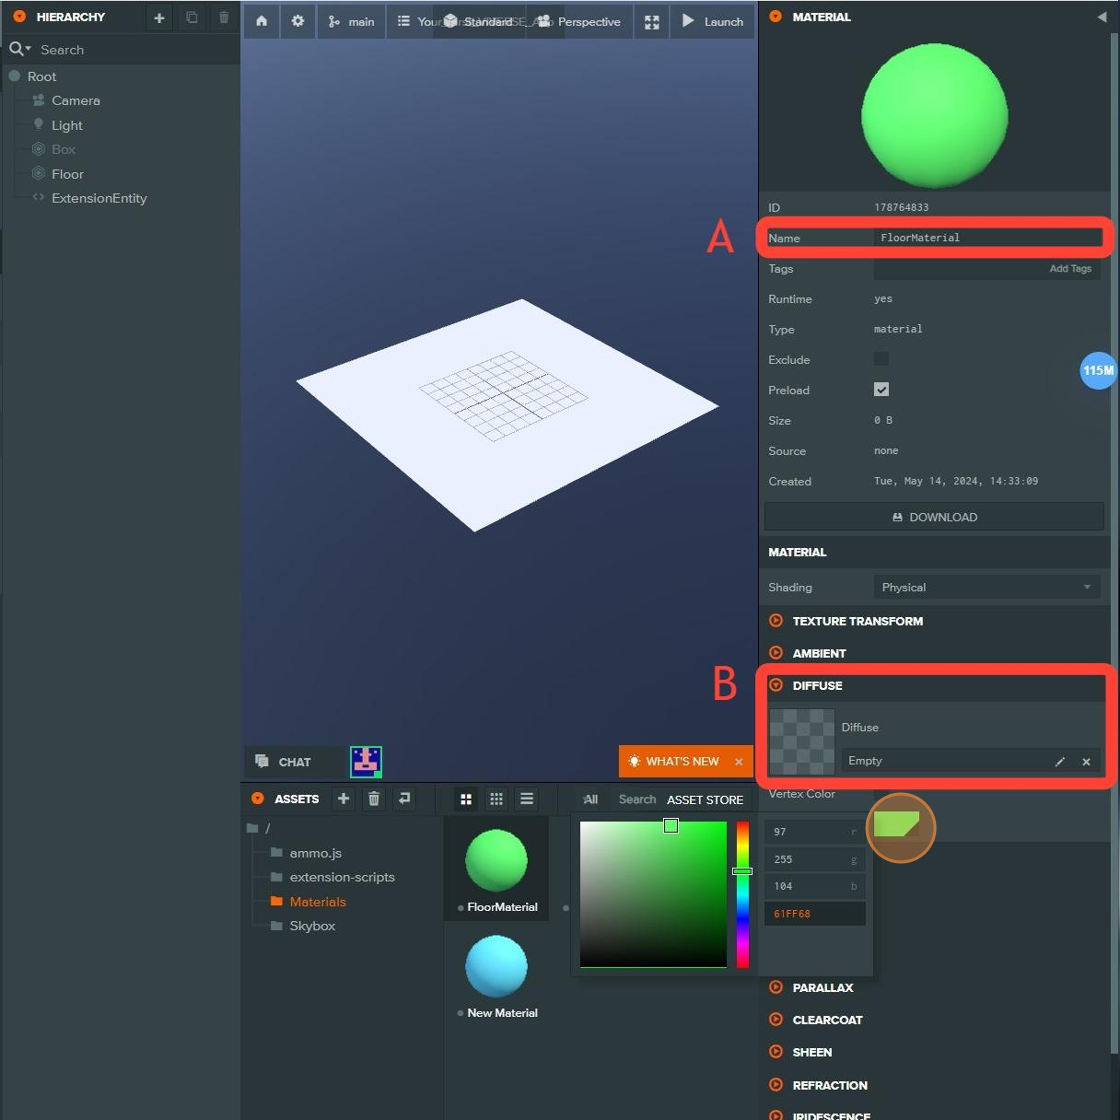 HIERARCHY
Search
Root
Camera
Light
Box
Floor
ExtensionEntity
main
Standard
Perspective
Launch
CHAT
WHAT'S NEW
ASSETS
All
Search
ASSET STORE
/
ammo.js
extension-scripts
Materials
Skybox
FloorMaterial
New Material
MATERIAL
ID 178764833
A
Name FloorMaterial
Tags Add Tags
Runtime yes
Type material
Exclude
115M
Preload
Size 0 B
Source none
Created Tue, May 14, 2024, 14:33:09
DOWNLOAD
MATERIAL
Shading Physical
TEXTURE TRANSFORM
AMBIENT
B
DIFFUSE
Diffuse
Empty
Vertex Color
97 r
255 g
104 b
61FF68
PARALLAX
CLEARCOAT
SHEEN
REFRACTION
IRIDESCENCE